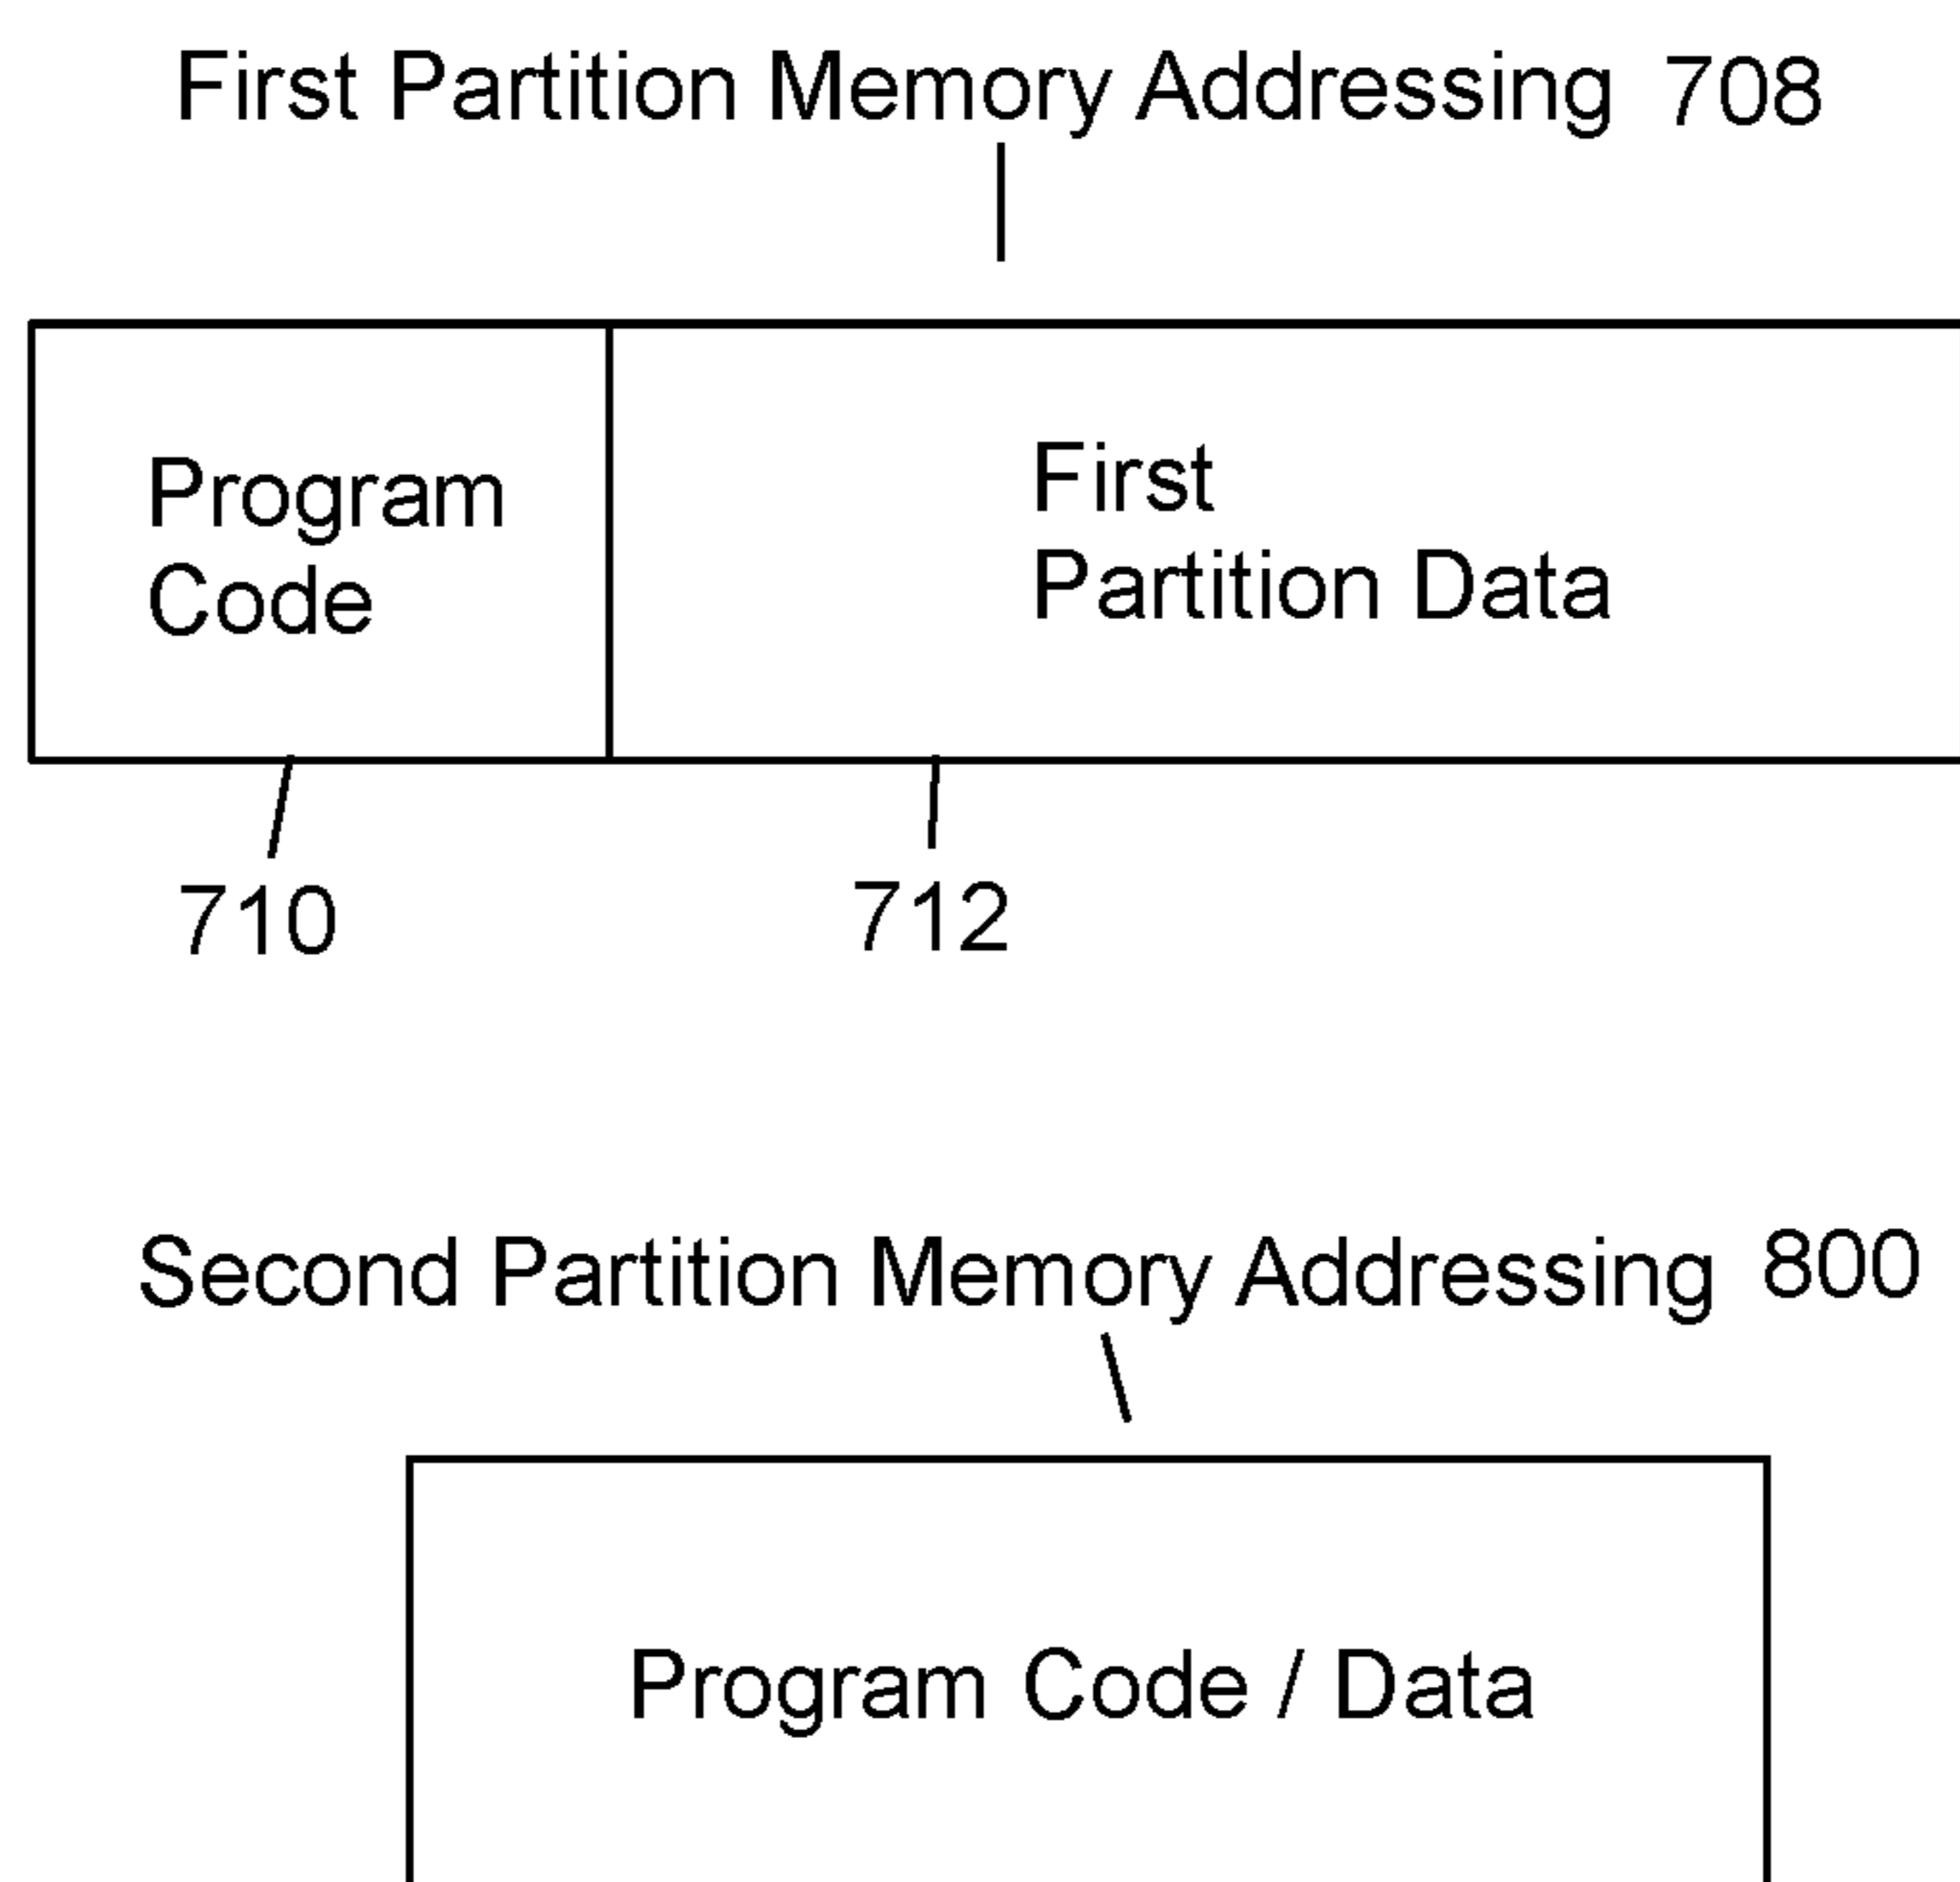 First Partition Memory Addressing 708
Program
Code
First
Partition Data
710
712
Second Partition Memory Addressing 800
Program Code / Data